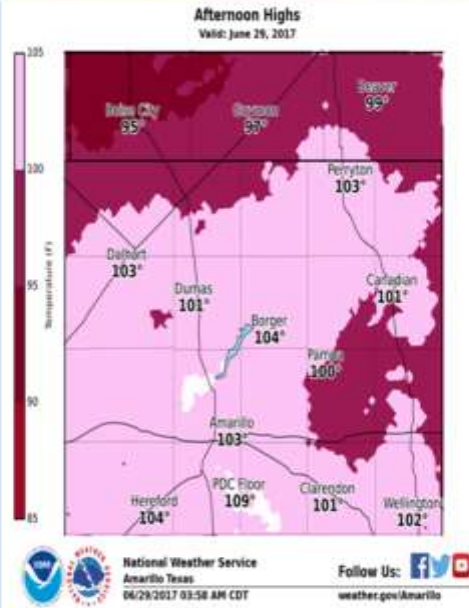 Afternoon Highs
Valid: June 29, 2017
105
100
95
90
85
Temperature (F)
Boise City
95°
Guymon
97°
Beaver
99°
Perryton
103°
Dalhart
103°
Dumas
101°
Canadian
101°
Borger
104°
Pampa
100°
Amarillo
103°
Hereford
104°
PDC Floor
109°
Clarendon
101°
Wellington
102°
National Weather Service
Amarillo Texas
06/29/2017 03:58 AM CDT
Follow Us:
weather.gov/Amarillo